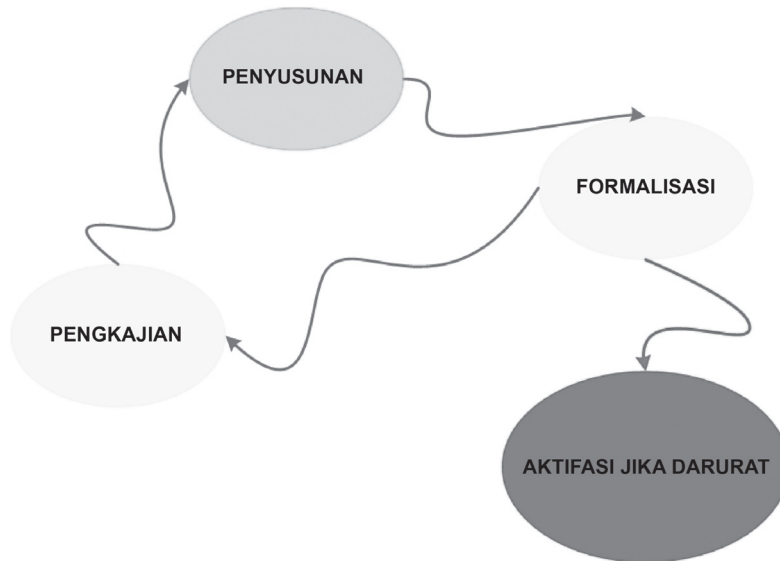 PENYUSUNAN
FORMALISASI
PENGKAJIAN
AKTIFASI JIKA DARURAT